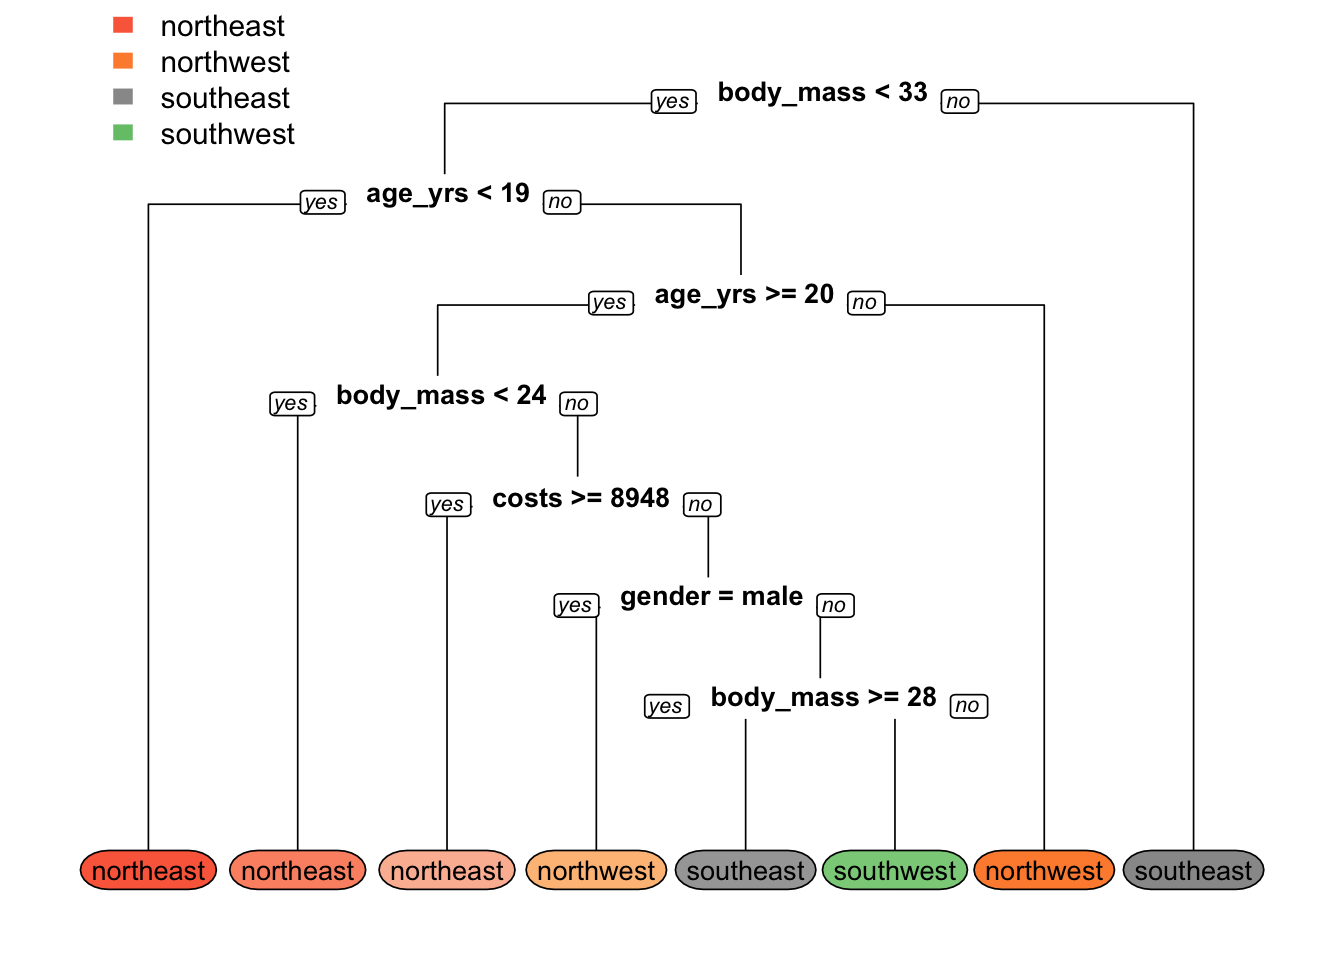 northeast
northwest
southeast
southwest
yes body_mass < 33 no
yes age_yrs < 19 no
yes age_yrs >= 20 no
yes body_mass < 24 no
yes costs >= 8948 no
yes gender = male no
yes body_mass >= 28 no
northeast northeast northeast northwest southeast southwest northwest southeast